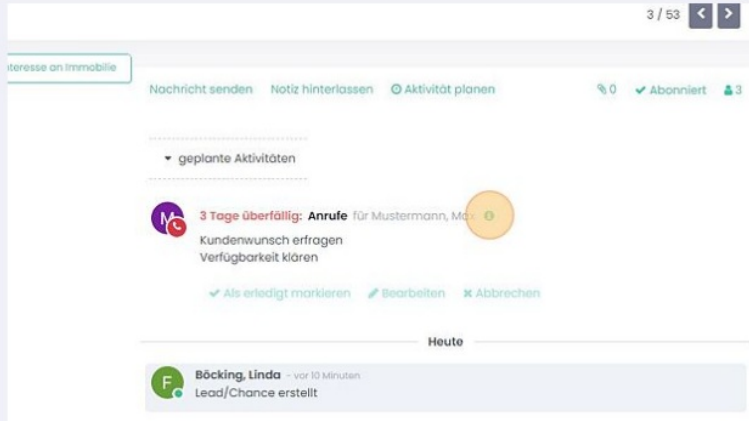 3 / 53
nteresse an Immobilie
Nachricht senden Notiz hinterlassen Aktivität planen 0 Abonniert 3
geplante Aktivitäten
M
3 Tage überfällig: Anrufe für Mustermann,
Kundenwunsch erfragen
Verfügbarkeit klären
Als erledigt markieren Bearbeiten Abbrechen
Heute
F
Böcking, Linda - vor 10 Minuten
Lead/Chance erstellt